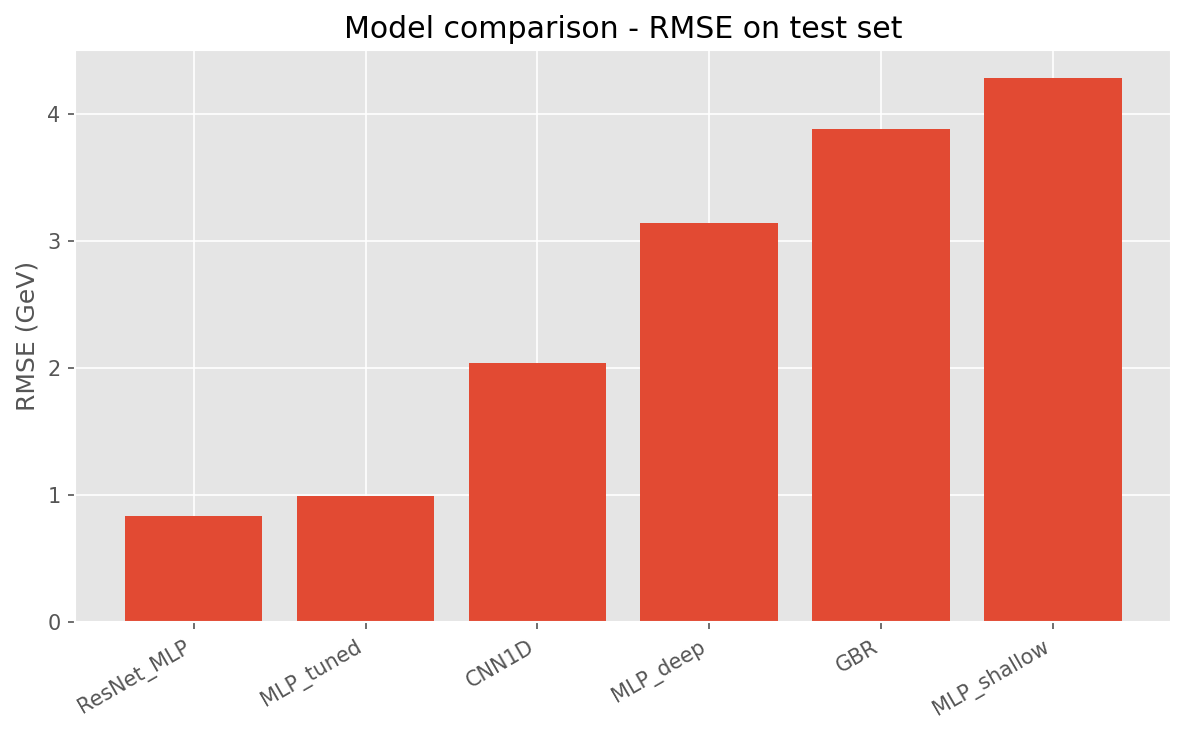 Model comparison - RMSE on test set
RMSE (GeV)
4
3
2
1
0
ResNet_MLP
MLP_tuned
CNN1D
MLP_deep
GBR
MLP_shallow